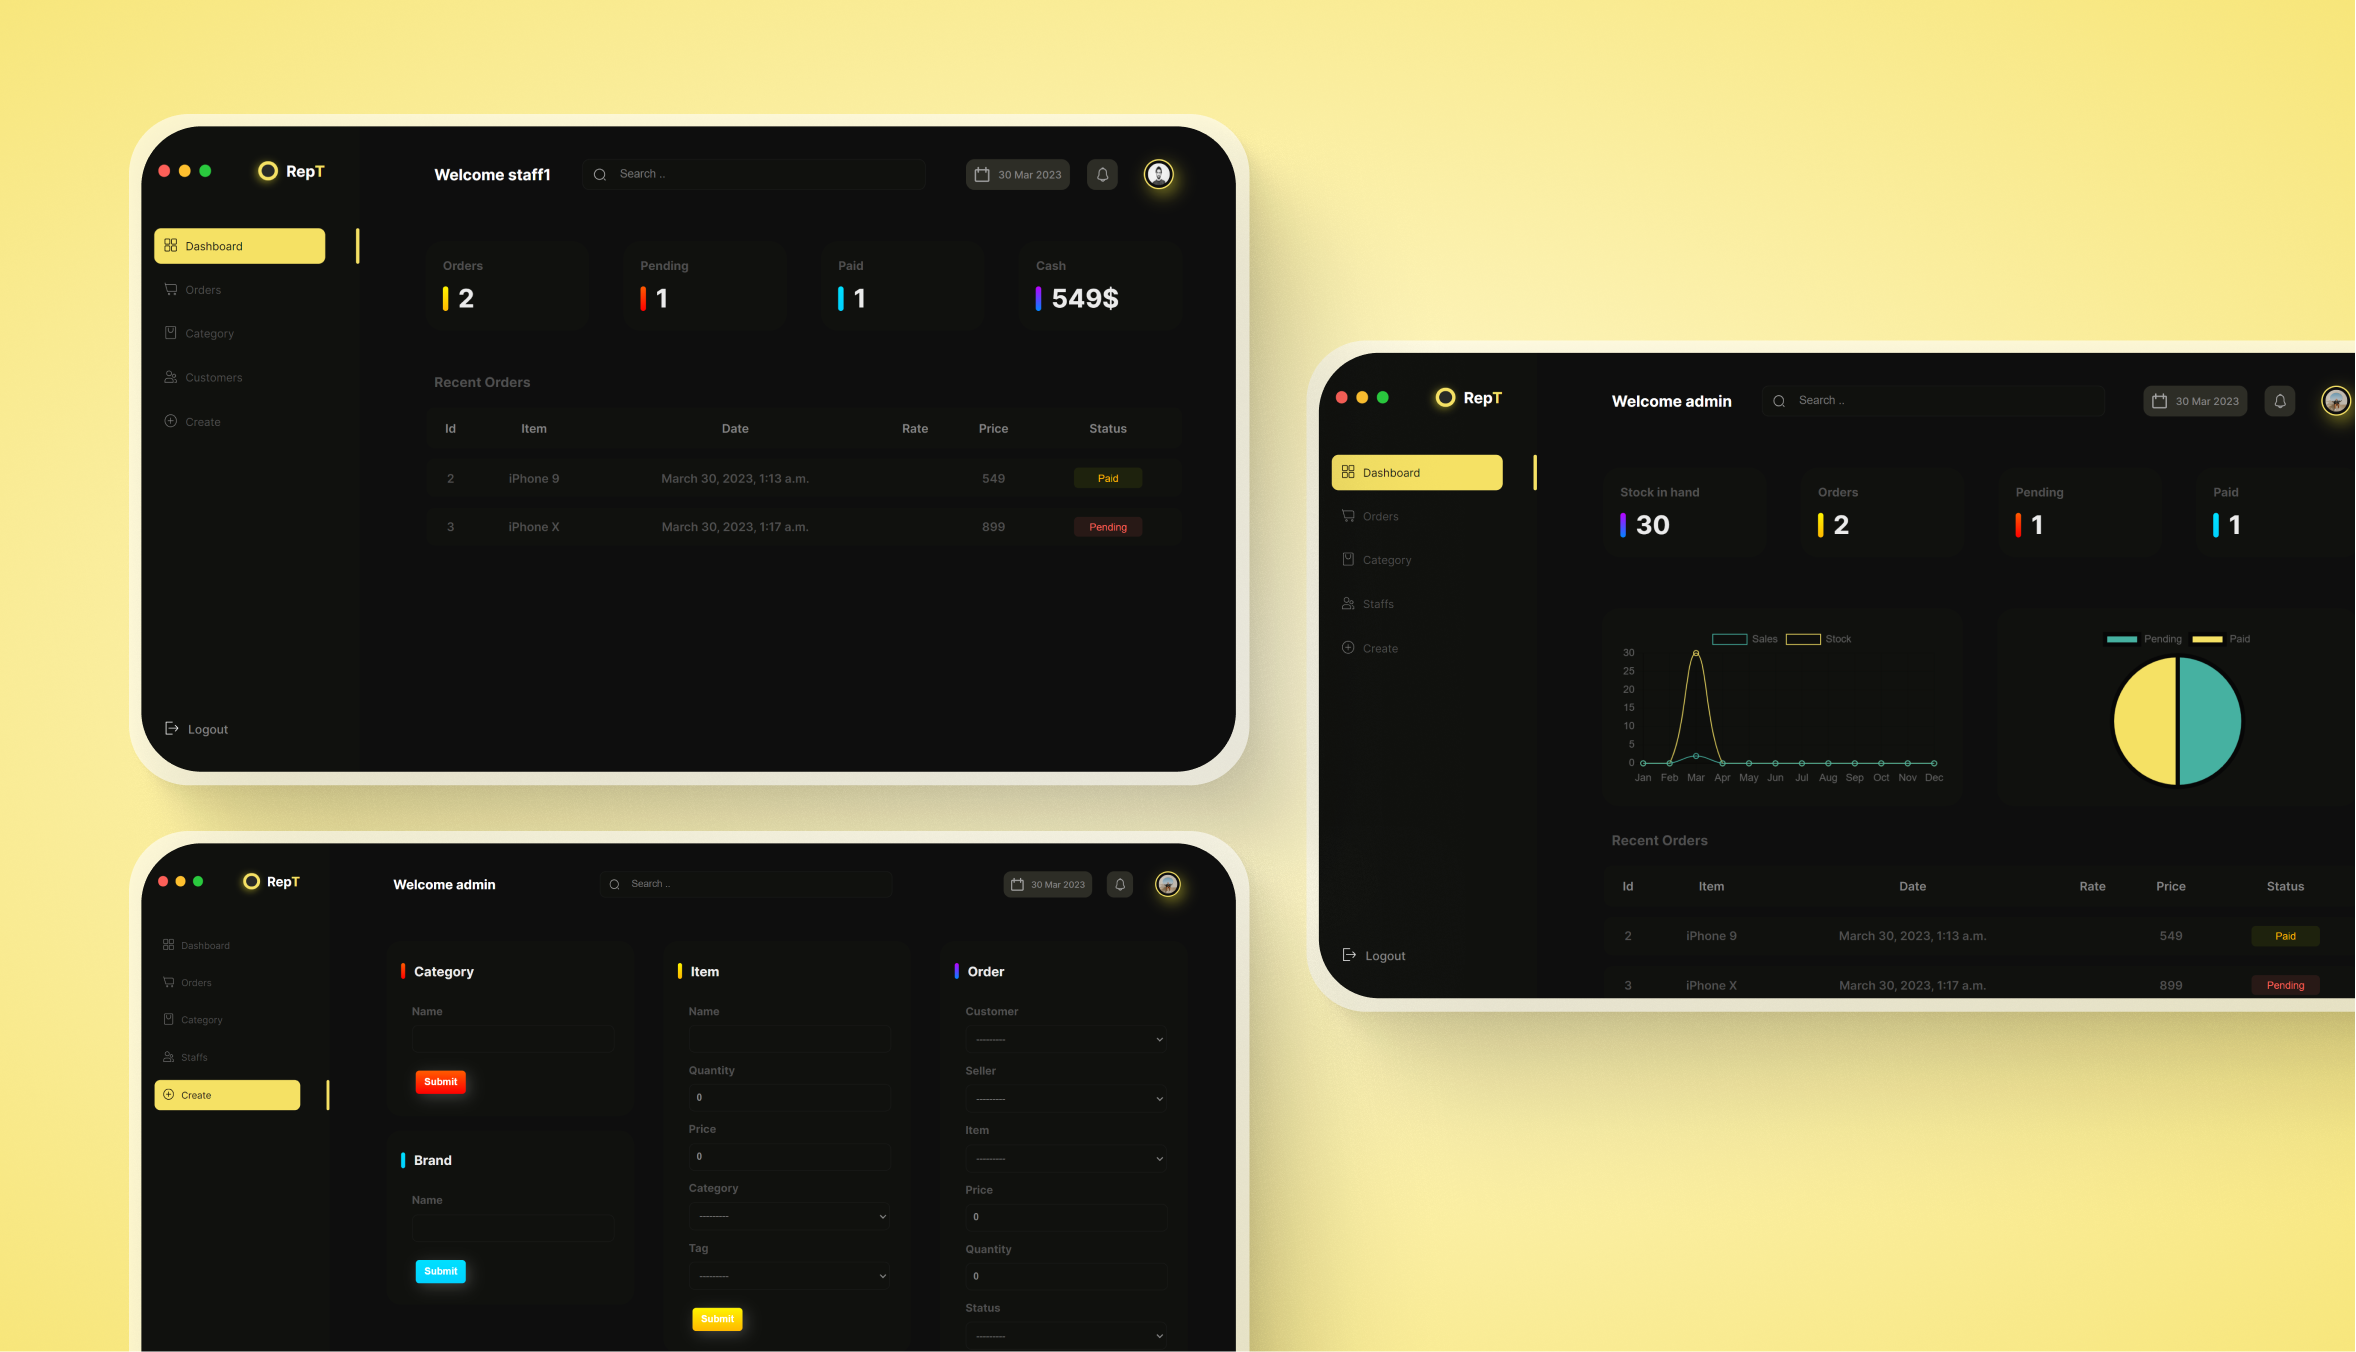 RepT
Welcome staff1
Search ..
30 Mar 2023
Dashboard
Orders
Category
Customers
Create
Logout
Orders
2
Pending
1
Paid
1
Cash
549$
Recent Orders
Id Item Date Rate Price Status
2 iPhone 9 March 30, 2023, 1:13 a.m. 549 Paid
3 iPhone X March 30, 2023, 1:17 a.m. 899 Pending
RepT
Welcome admin
Search ..
30 Mar 2023
Dashboard
Orders
Category
Staffs
Create
Logout
Stock in hand
30
Orders
2
Pending
1
Paid
1
Sales Stock
30
25
20
15
10
5
0
Jan Feb Mar Apr May Jun Jul Aug Sep Oct Nov Dec
Pending Paid
Recent Orders
Id Item Date Rate Price Status
2 iPhone 9 March 30, 2023, 1:13 a.m. 549 Paid
3 iPhone X March 30, 2023, 1:17 a.m. 899 Pending
RepT
Welcome admin
Search ..
30 Mar 2023
Dashboard
Orders
Category
Staffs
Create
Category
Name
Submit
Brand
Name
Submit
Item
Name
Quantity
0
Price
0
Category
---------
Tag
---------
Submit
Order
Customer
---------
Seller
---------
Item
---------
Price
0
Quantity
0
Status
---------